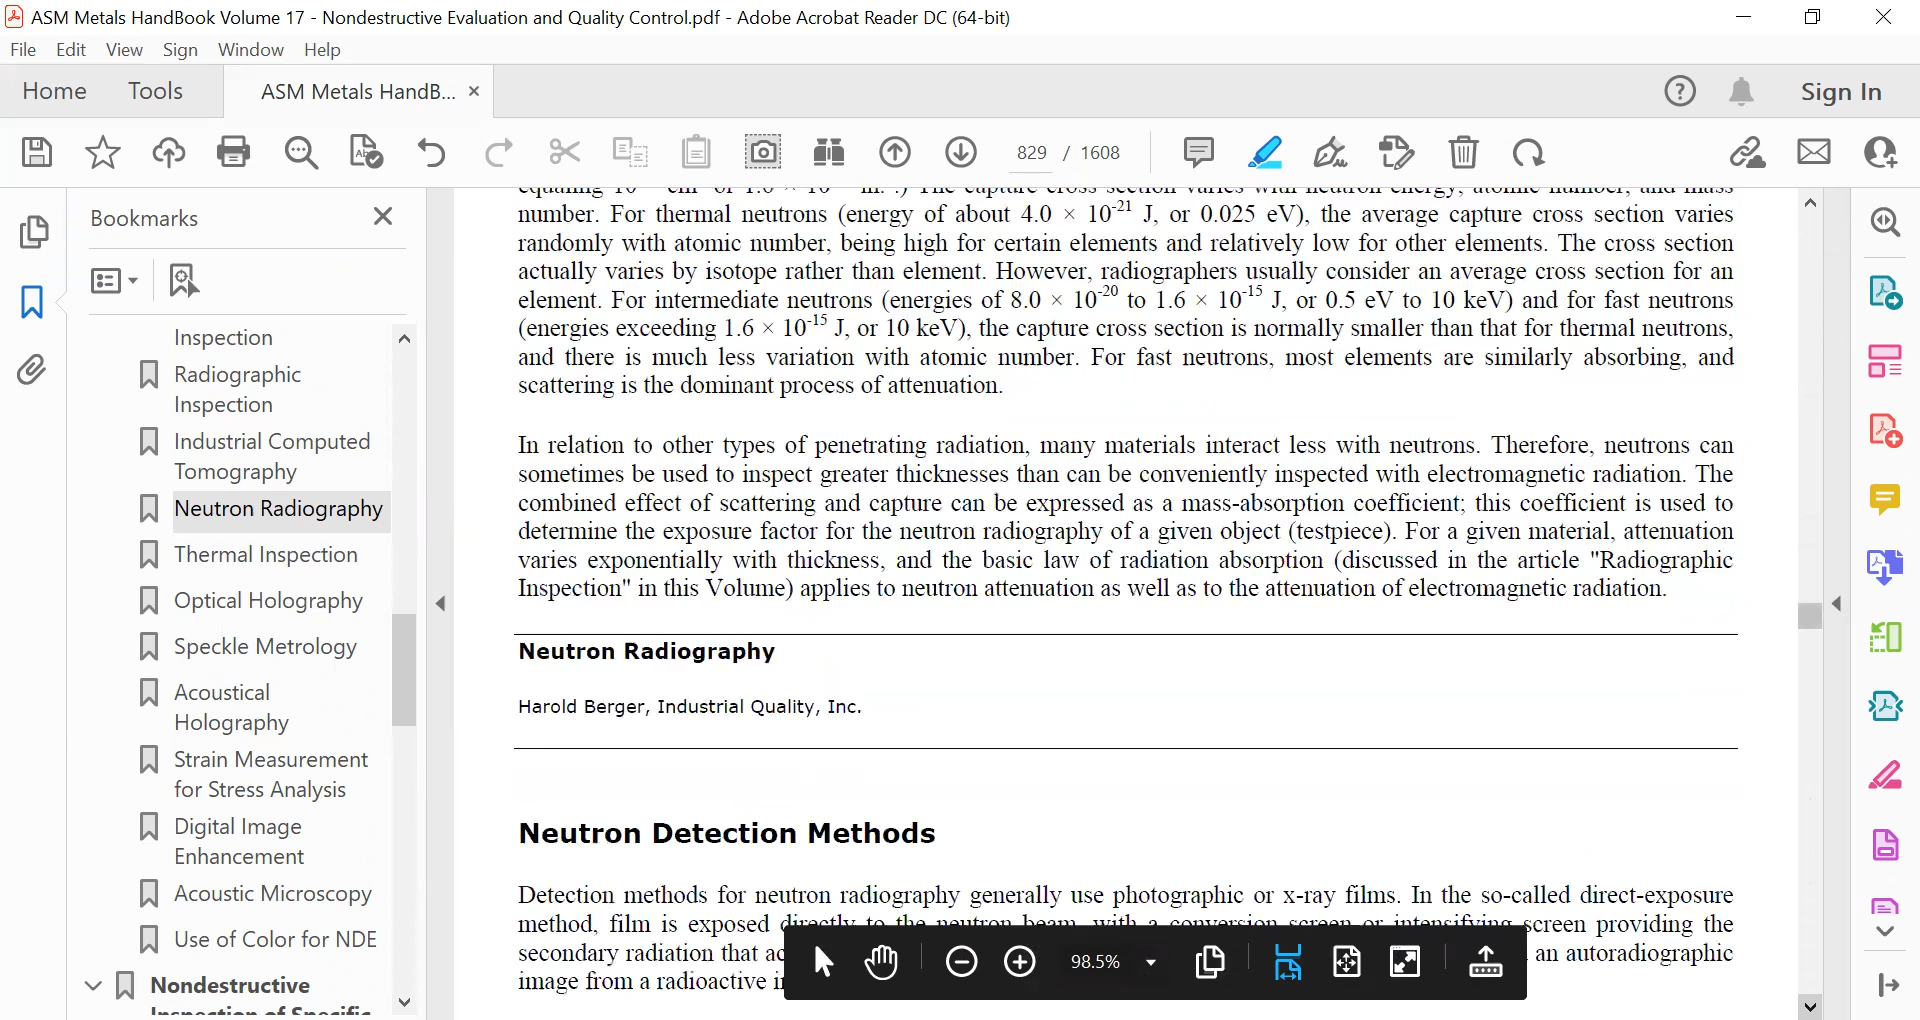 ASM Metals HandBook Volume 17 - Nondestructive Evaluation and Quality Control.pdf - Adobe Acrobat Reader DC (64-bit)
File Edit View Sign Window Help
Home Tools ASM Metals HandB... × Sign In
829 / 1608
Bookmarks
Inspection
Radiographic
Inspection
Industrial Computed
Tomography
Neutron Radiography
Thermal Inspection
Optical Holography
Speckle Metrology
Acoustical
Holography
Strain Measurement
for Stress Analysis
Digital Image
Enhancement
Acoustic Microscopy
Use of Color for NDE
Nondestructive
Inspection of Specific
number. For thermal neutrons (energy of about 4.0 × 10⁻²¹ J, or 0.025 eV), the average capture cross section varies
randomly with atomic number, being high for certain elements and relatively low for other elements. The cross section
actually varies by isotope rather than element. However, radiographers usually consider an average cross section for an
element. For intermediate neutrons (energies of 8.0 × 10⁻²⁰ to 1.6 × 10⁻¹⁵ J, or 0.5 eV to 10 keV) and for fast neutrons
(energies exceeding 1.6 × 10⁻¹⁵ J, or 10 keV), the capture cross section is normally smaller than that for thermal neutrons,
and there is much less variation with atomic number. For fast neutrons, most elements are similarly absorbing, and
scattering is the dominant process of attenuation.
In relation to other types of penetrating radiation, many materials interact less with neutrons. Therefore, neutrons can
sometimes be used to inspect greater thicknesses than can be conveniently inspected with electromagnetic radiation. The
combined effect of scattering and capture can be expressed as a mass-absorption coefficient; this coefficient is used to
determine the exposure factor for the neutron radiography of a given object (testpiece). For a given material, attenuation
varies exponentially with thickness, and the basic law of radiation absorption (discussed in the article "Radiographic
Inspection" in this Volume) applies to neutron attenuation as well as to the attenuation of electromagnetic radiation.
Neutron Radiography
Harold Berger, Industrial Quality, Inc.
Neutron Detection Methods
Detection methods for neutron radiography generally use photographic or x-ray films. In the so-called direct-exposure
method, film is exposed directly to the neutron beam, with a conversion screen or intensifying screen providing the
secondary radiation that an autoradiographic
image from a radioactive
98.5%